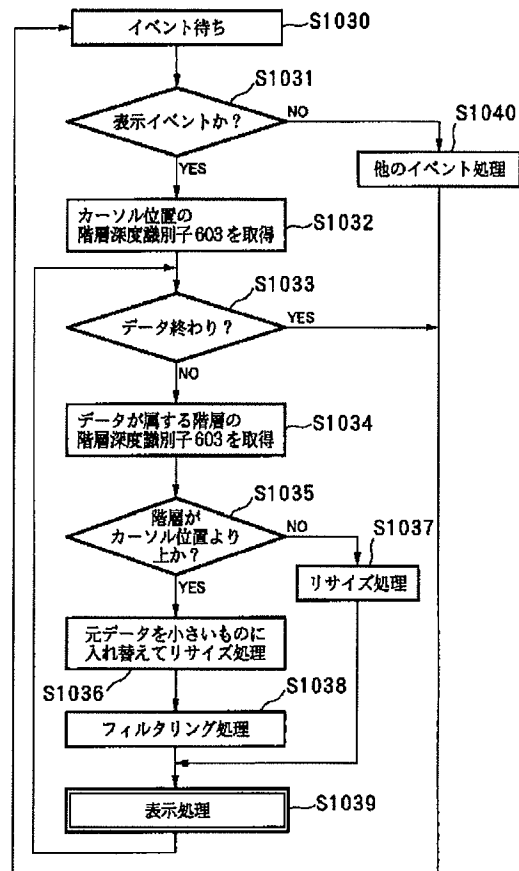 イベント待ち
S1030
表示イベントか?
S1031
NO
YES
S1040
他のイベント処理
カーソル位置の
階層深度識別子603を取得
S1032
S1033
データ終わり?
YES
NO
データが属する階層の
階層深度識別子603を取得
S1034
S1035
階層が
カーソル位置より
上か?
NO
YES
S1037
リサイズ処理
元データを小さいものに
入れ替えてリサイズ処理
S1036
S1038
フィルタリング処理
表示処理
S1039